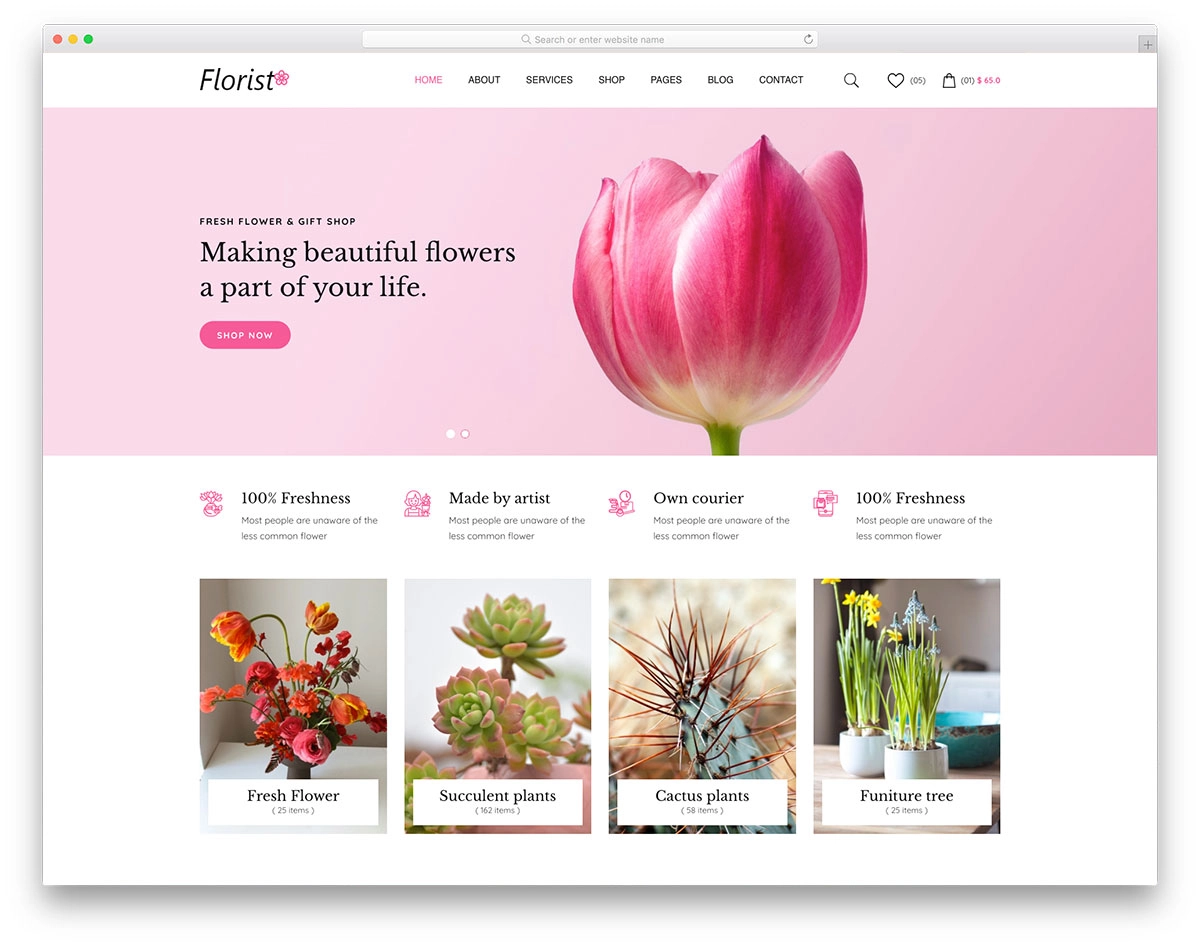 Search or enter website name
Florist
HOME ABOUT SERVICES SHOP PAGES BLOG CONTACT (05) (01) $ 65.0
FRESH FLOWER & GIFT SHOP
Making beautiful flowers
a part of your life.
SHOP NOW
100% Freshness
Most people are unaware of the
less common flower
Made by artist
Most people are unaware of the
less common flower
Own courier
Most people are unaware of the
less common flower
100% Freshness
Most people are unaware of the
less common flower
Fresh Flower
( 25 items )
Succulent plants
( 162 items )
Cactus plants
( 58 items )
Funiture tree
( 25 items )